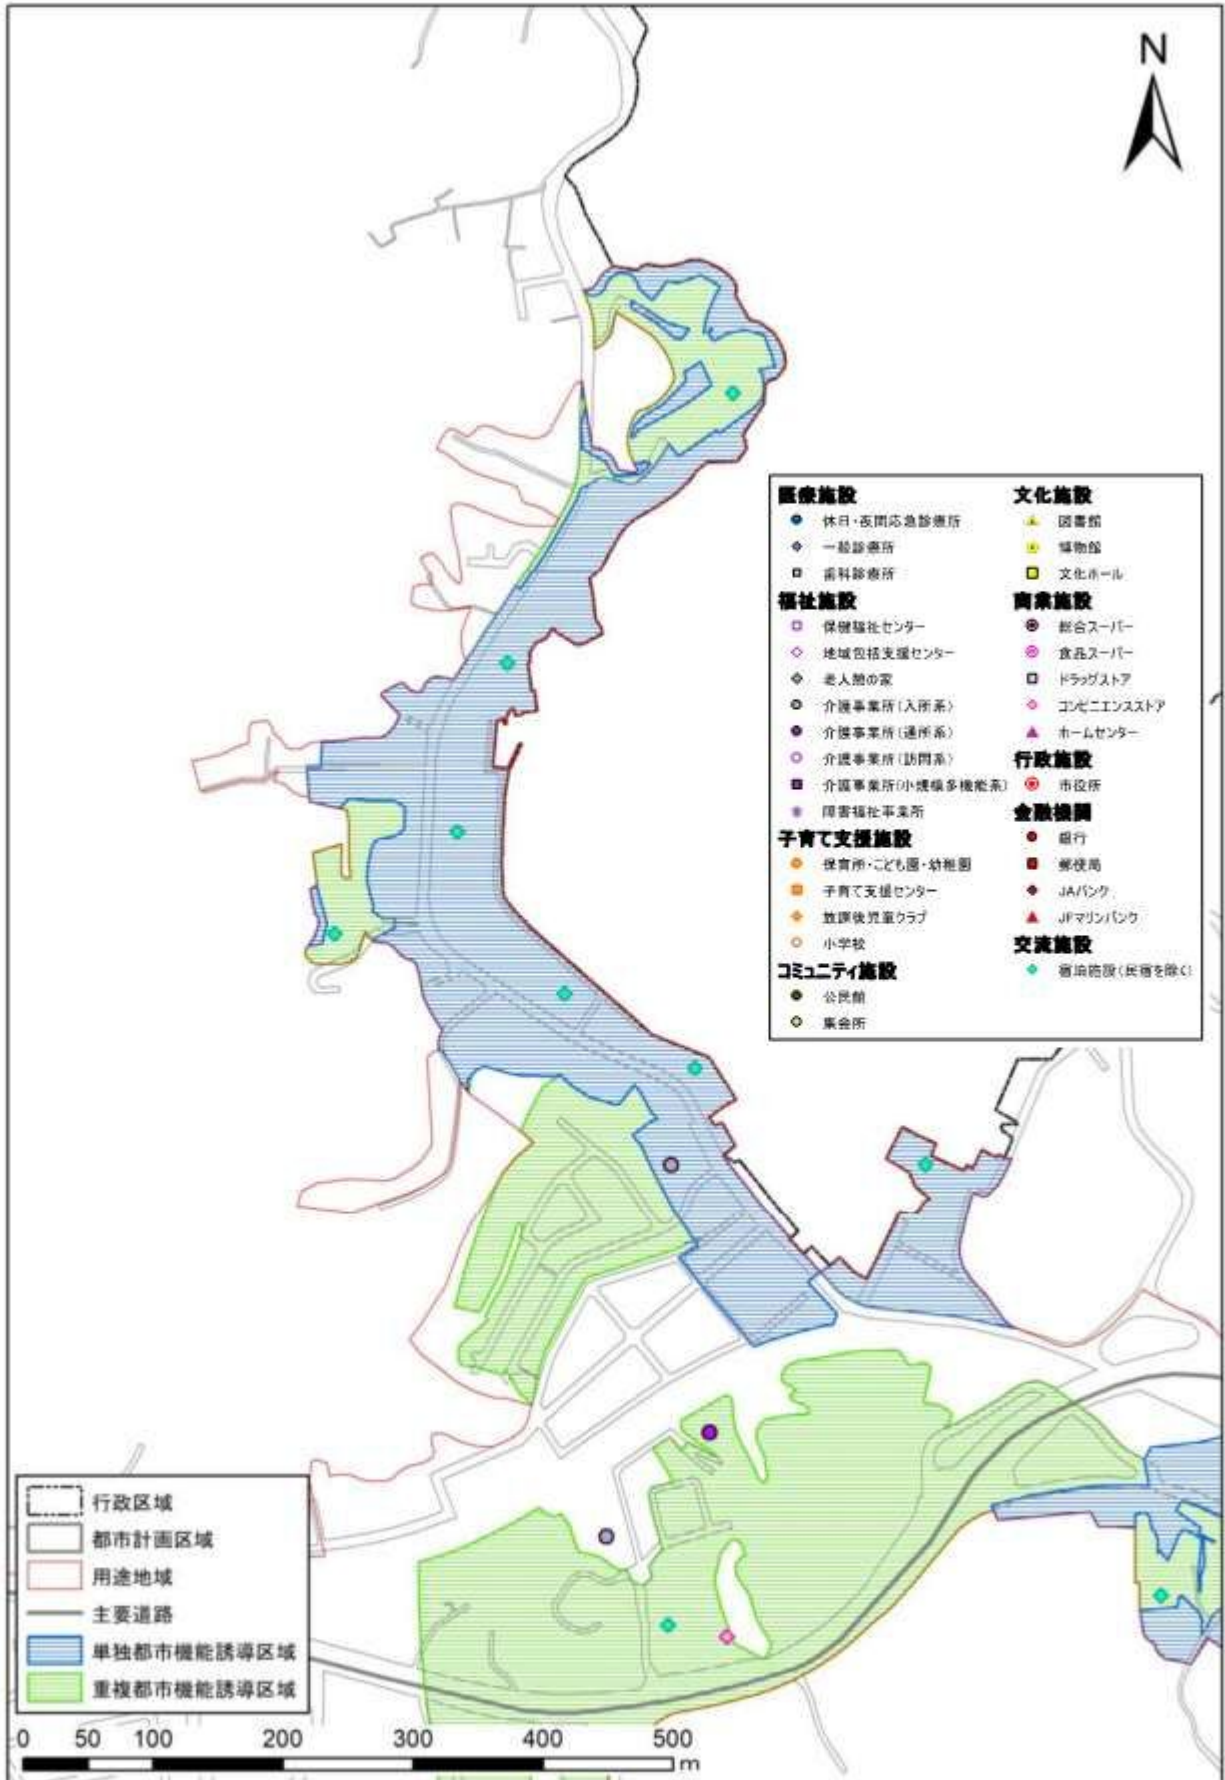 N
医療施設
休日・夜間応急診療所
一般診療所
歯科診療所
福祉施設
保健福祉センター
地域包括支援センター
老人憩の家
介護事業所(入所系)
介護事業所(通所系)
介護事業所(訪問系)
介護事業所(小規模多機能系)
障害福祉事業所
子育て支援施設
保育所・こども園・幼稚園
子育て支援センター
放課後児童クラブ
小学校
コミュニティ施設
公民館
集会所
文化施設
図書館
博物館
文化ホール
商業施設
総合スーパー
食品スーパー
ドラッグストア
コンビニエンスストア
ホームセンター
行政施設
市役所
金融機関
銀行
郵便局
JAバンク
JFマリンバンク
交流施設
宿泊施設(民宿を除く)
行政区域
都市計画区域
用途地域
主要道路
単独都市機能誘導区域
重複都市機能誘導区域
0 50 100 200 300 400 500
m